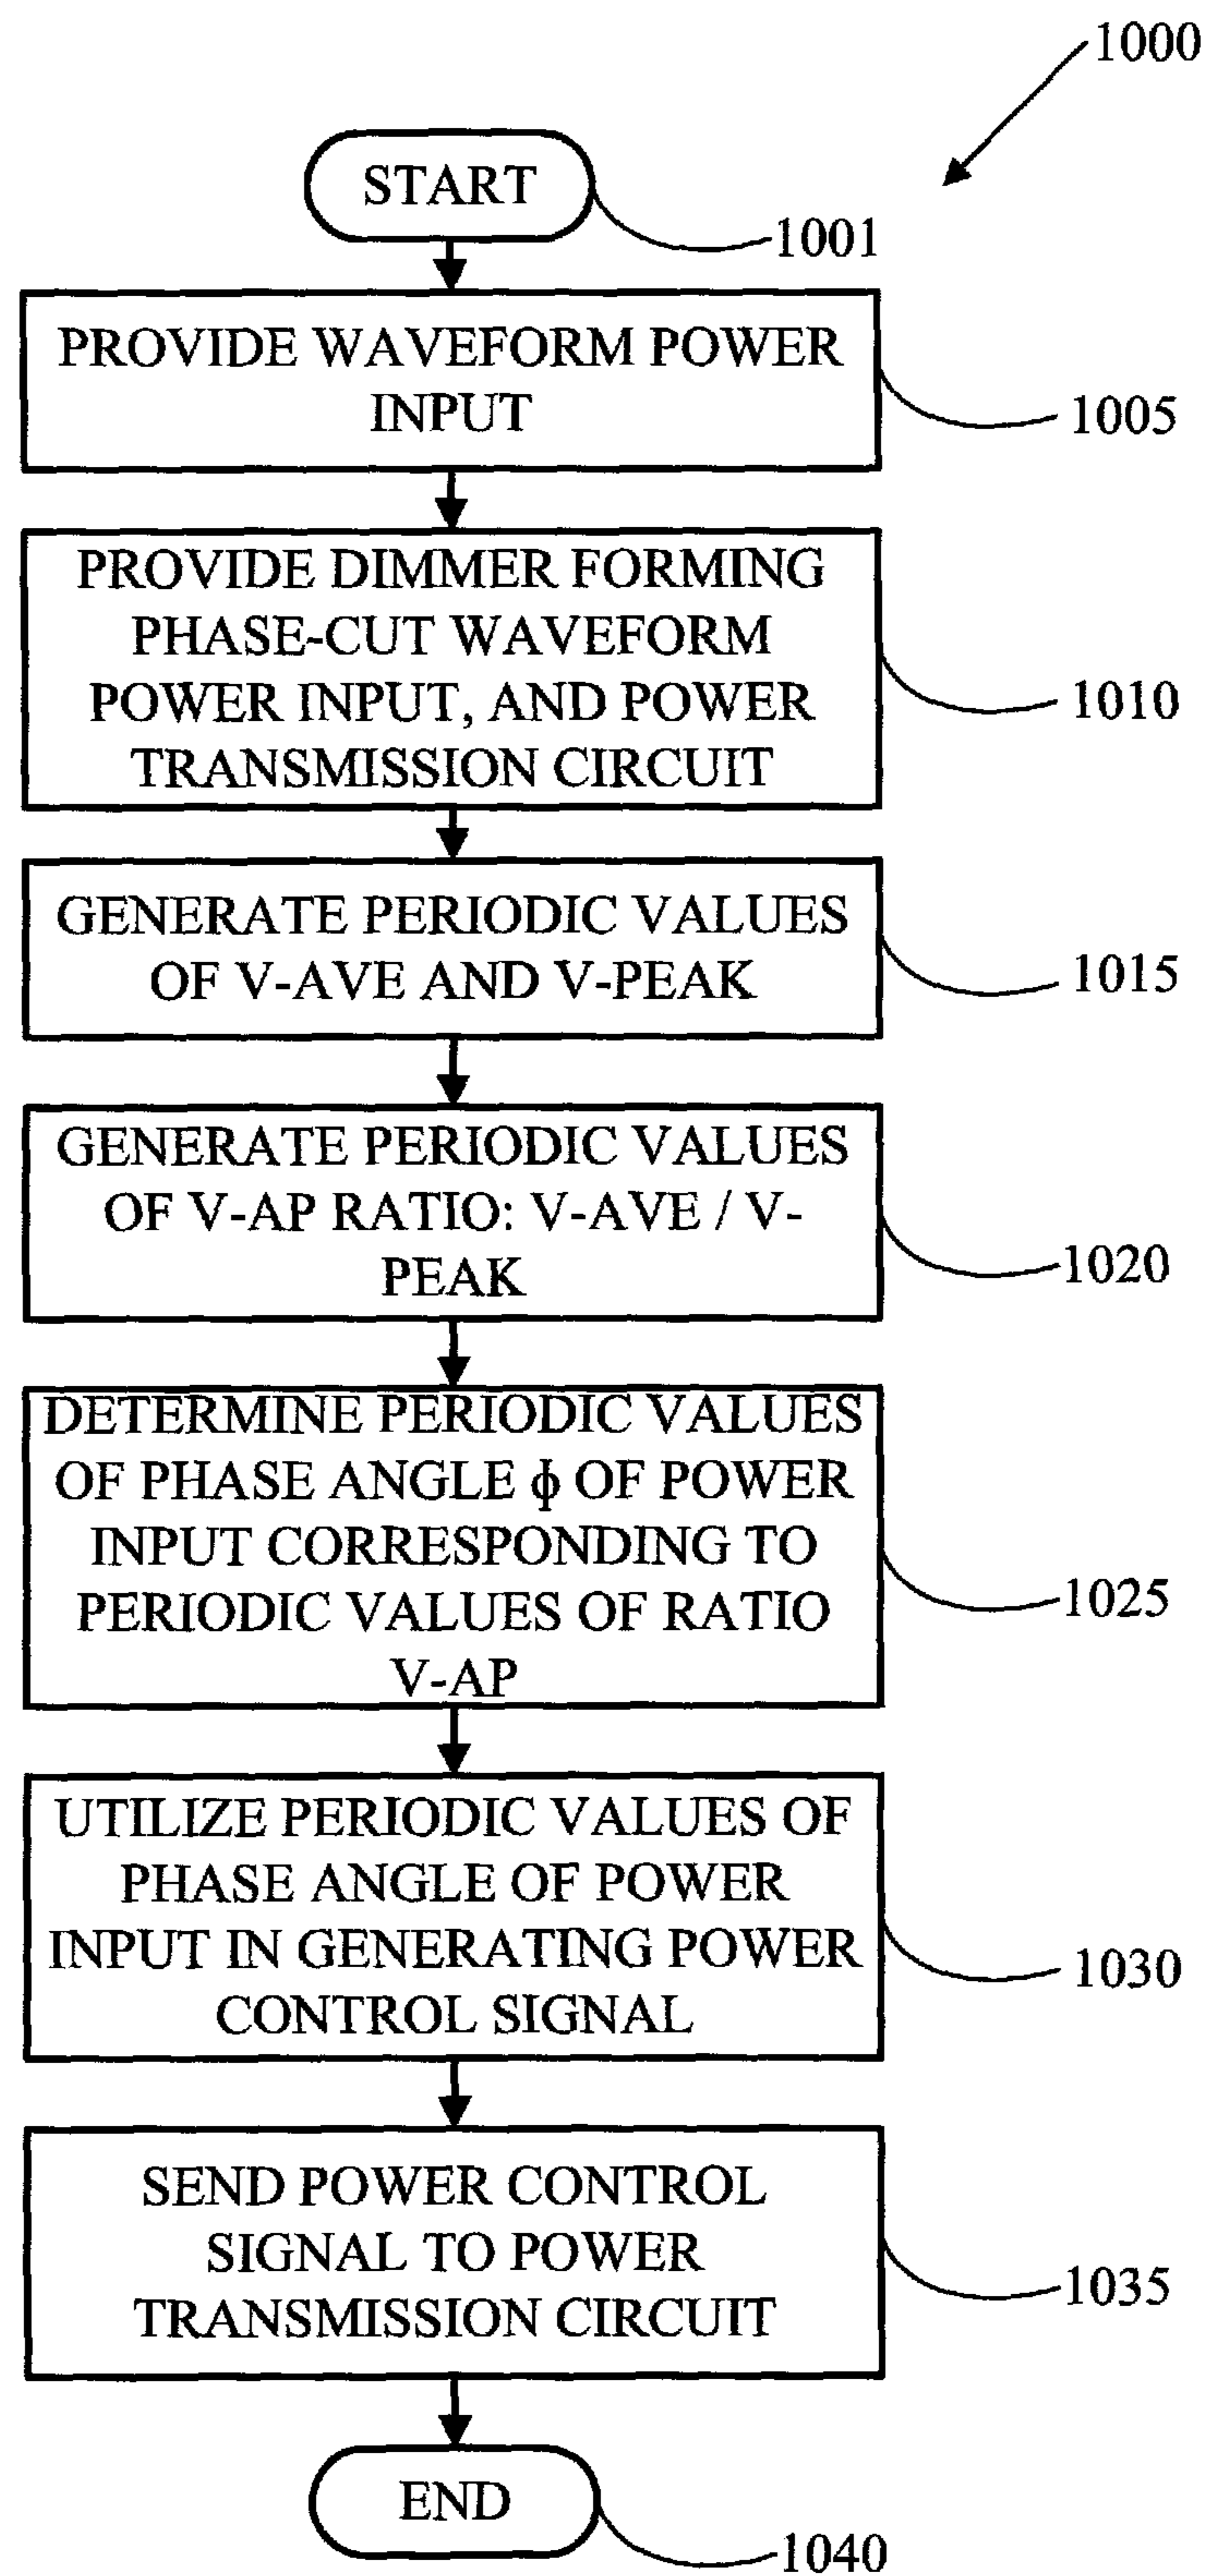 1000
START
1001
PROVIDE WAVEFORM POWER
INPUT
1005
PROVIDE DIMMER FORMING
PHASE-CUT WAVEFORM
POWER INPUT, AND POWER
TRANSMISSION CIRCUIT
1010
GENERATE PERIODIC VALUES
OF V-AVE AND V-PEAK
1015
GENERATE PERIODIC VALUES
OF V-AP RATIO: V-AVE / V-
PEAK
1020
DETERMINE PERIODIC VALUES
OF PHASE ANGLE ϕ OF POWER
INPUT CORRESPONDING TO
PERIODIC VALUES OF RATIO
V-AP
1025
UTILIZE PERIODIC VALUES OF
PHASE ANGLE OF POWER
INPUT IN GENERATING POWER
CONTROL SIGNAL
1030
SEND POWER CONTROL
SIGNAL TO POWER
TRANSMISSION CIRCUIT
1035
END
1040